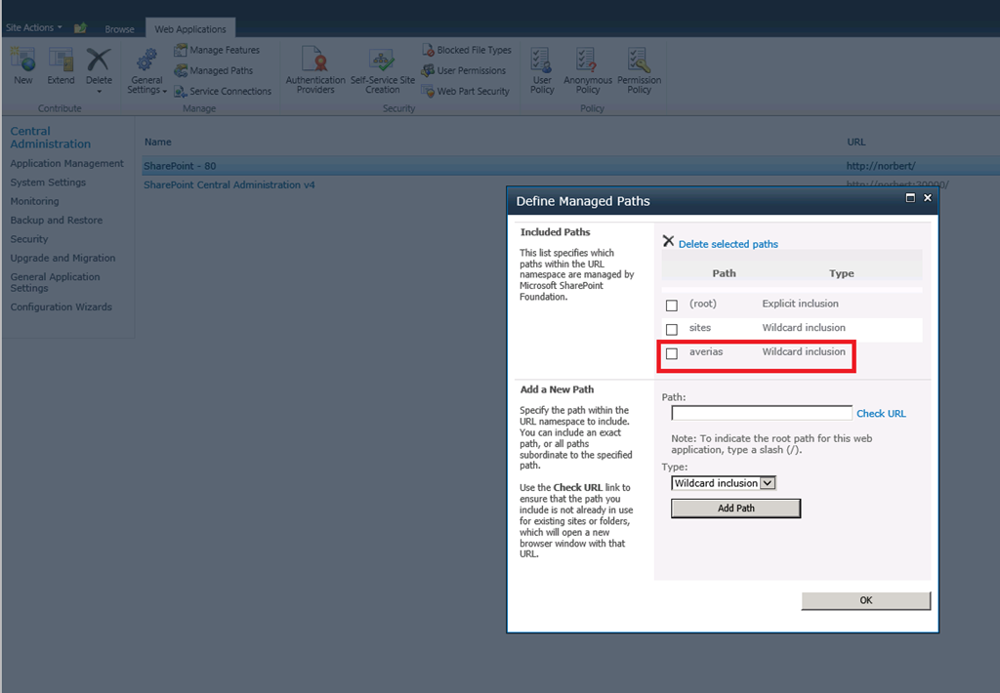 Site Actions
Browse
Web Applications
New
Extend
Delete
General Settings
Manage Features
Managed Paths
Service Connections
Authentication Providers
Self-Service Site Creation
Blocked File Types
User Permissions
Web Part Security
User Policy
Anonymous Policy
Permission Policy
Contribute
Manage
Security
Policy
Central
Administration
Application Management
System Settings
Monitoring
Backup and Restore
Security
Upgrade and Migration
General Application
Settings
Configuration Wizards
Name URL
SharePoint - 80 http://norbert/
SharePoint Central Administration v4 http://norbert:20000/
Define Managed Paths
Included Paths
This list specifies which
paths within the URL
namespace are managed by
Microsoft SharePoint
Foundation.
Delete selected paths
Path Type
(root) Explicit inclusion
sites Wildcard inclusion
averias Wildcard inclusion
Add a New Path
Specify the path within the
URL namespace to include.
You can include an exact
path, or all paths
subordinate to the specified
path.
Use the Check URL link to
ensure that the path you
include is not already in use
for existing sites or folders,
which will open a new
browser window with that
URL.
Path:
Check URL
Note: To indicate the root path for this web
application, type a slash (/).
Type:
Wildcard inclusion
Add Path
OK